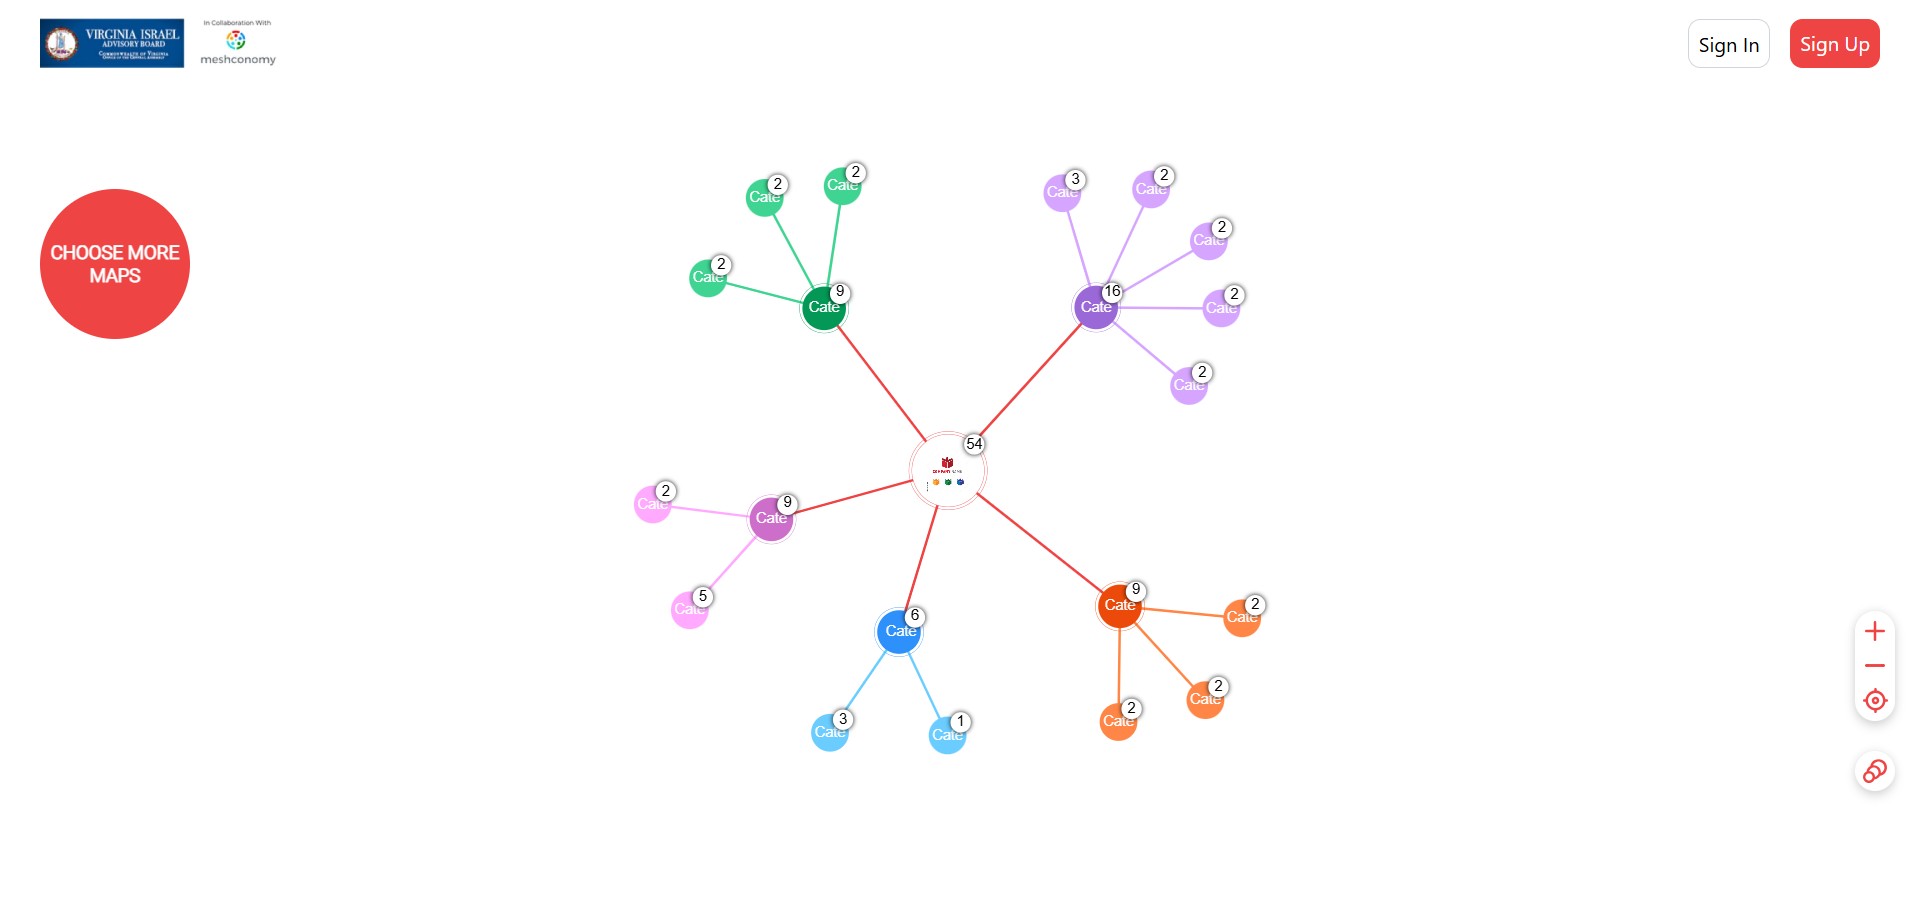 VIRGINIA ISRAEL
ADVISORY BOARD
COMMONWEALTH OF VIRGINIA
In Collaboration With
meshconomy
Sign In
Sign Up
CHOOSE MORE
MAPS
Cate 2
Cate 2
Cate 2
Cate 9
Cate 3
Cate 2
Cate 2
Cate 2
Cate 2
Cate 16
54
Cate 2
Cate 9
Cate 5
Cate 6
Cate 3
Cate 1
Cate 9
Cate 2
Cate 2
Cate 2